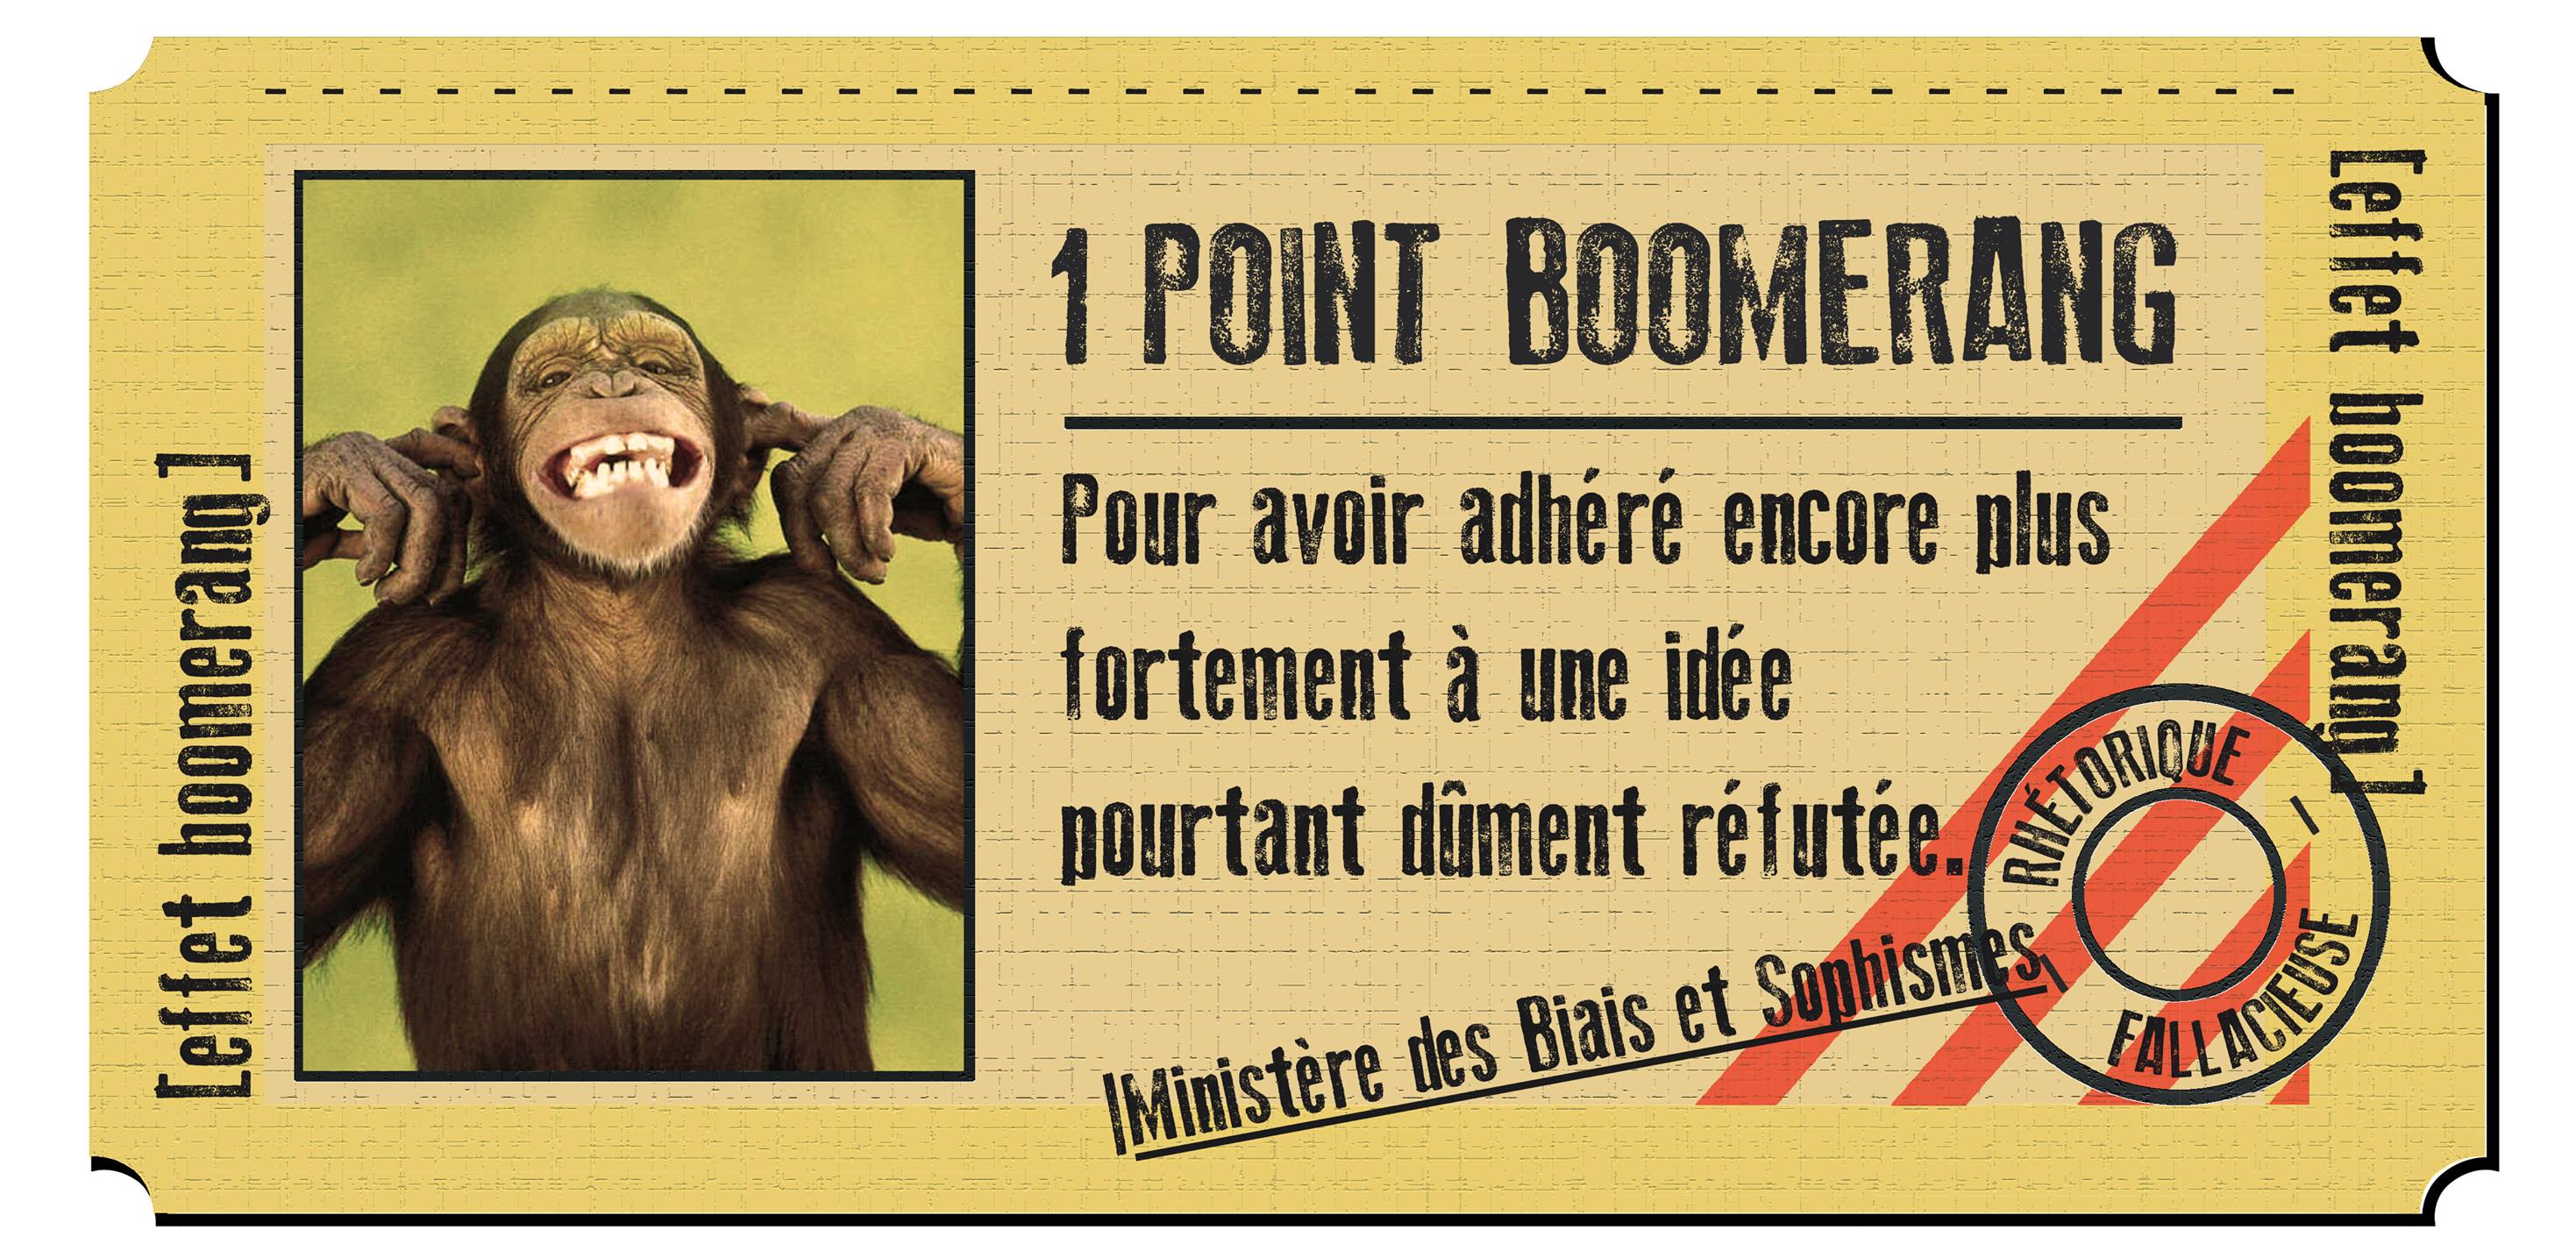 [effet boomerang]
1 POINT BOOMERANG
Pour avoir adhéré encore plus
fortement à une idée
pourtant dûment réfutée.
|Ministère des Biais et Sophismes|
RHÉTORIQUE
FALLACIEUSE
[effet boomerang]